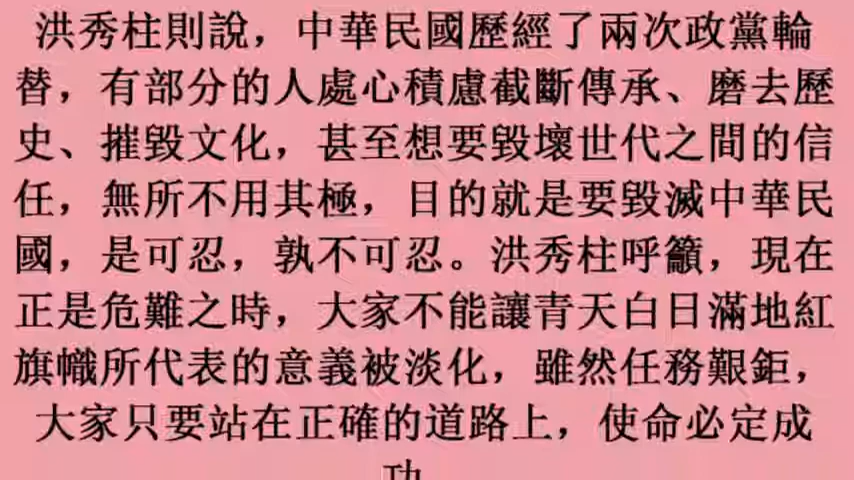 洪秀柱則說，中華民國歷經了兩次政黨輪
替，有部分的人處心積慮截斷傳承、磨去歷
史、摧毀文化，甚至想要毀壞世代之間的信
任，無所不用其極，目的就是要毀滅中華民
國，是可忍，孰不可忍。洪秀柱呼籲，現在
正是危難之時，大家不能讓青天白日滿地紅
旗幟所代表的意義被淡化，雖然任務艱鉅，
大家只要站在正確的道路上，使命必定成
功